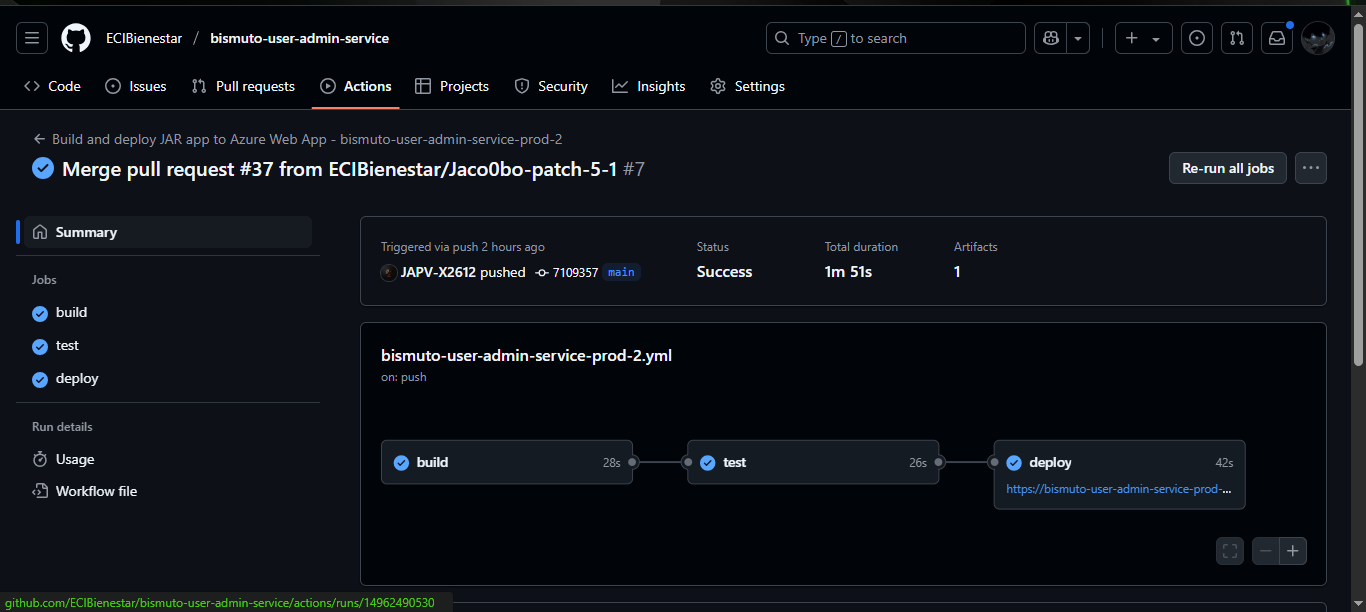 ECIBienestar / bismuto-user-admin-service
Type / to search
Code Issues Pull requests Actions Projects Security Insights Settings
Build and deploy JAR app to Azure Web App - bismuto-user-admin-service-prod-2
Merge pull request #37 from ECIBienestar/Jaco0bo-patch-5-1 #7
Re-run all jobs
Summary
Jobs
build
test
deploy
Run details
Usage
Workflow file
Triggered via push 2 hours ago
JAPV-X2612 pushed 7109357 main
Status
Success
Total duration
1m 51s
Artifacts
1
bismuto-user-admin-service-prod-2.yml
on: push
build 28s
test 26s
deploy 42s
https://bismuto-user-admin-service-prod-...
github.com/ECIBienestar/bismuto-user-admin-service/actions/runs/14962490530